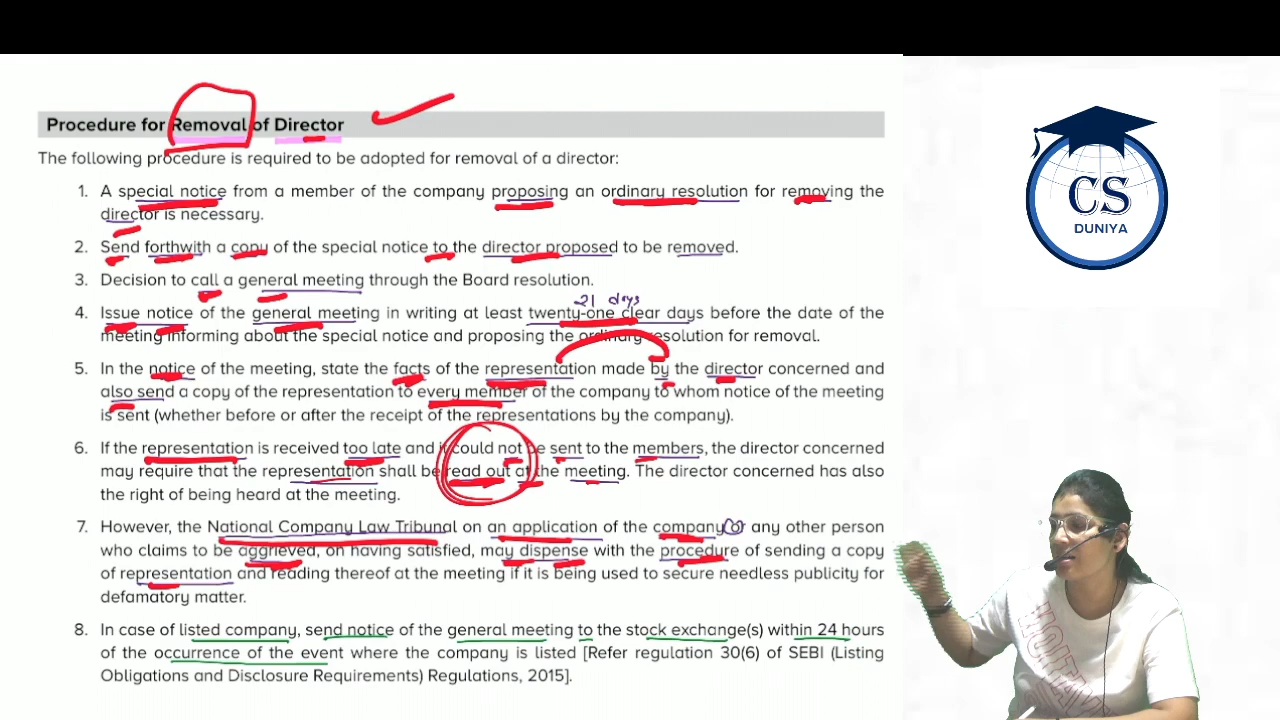 Procedure for Removal of Director
The following procedure is required to be adopted for removal of a director:
1. A special notice from a member of the company proposing an ordinary resolution for removing the
director is necessary.
2. Send forthwith a copy of the special notice to the director proposed to be removed.
3. Decision to call a general meeting through the Board resolution.
21 days
4. Issue notice of the general meeting in writing at least twenty-one clear days before the date of the
meeting informing about the special notice and proposing the ordinary resolution for removal.
5. In the notice of the meeting, state the facts of the representation made by the director concerned and
also send a copy of the representation to every member of the company to whom notice of the meeting
is sent (whether before or after the receipt of the representations by the company).
6. If the representation is received too late and it could not be sent to the members, the director concerned
may require that the representation shall be read out at the meeting. The director concerned has also
the right of being heard at the meeting.
7. However, the National Company Law Tribunal on an application of the company or any other person
who claims to be aggrieved, on having satisfied, may dispense with the procedure of sending a copy
of representation and reading thereof at the meeting if it is being used to secure needless publicity for
defamatory matter.
8. In case of listed company, send notice of the general meeting to the stock exchange(s) within 24 hours
of the occurrence of the event where the company is listed [Refer regulation 30(6) of SEBI (Listing
Obligations and Disclosure Requirements) Regulations, 2015].
CS
DUNIYA